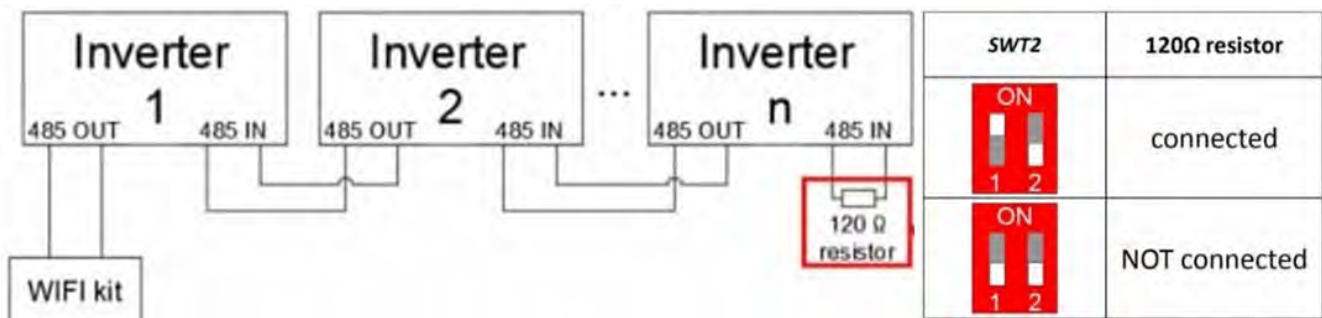 Inverter
1
485 OUT 485 IN
Inverter
2
485 OUT 485 IN
...
Inverter
n
485 OUT 485 IN
120 Ω
resistor
WIFI kit
SWT2 120Ω resistor
ON
1 2
connected
ON
1 2
NOT connected